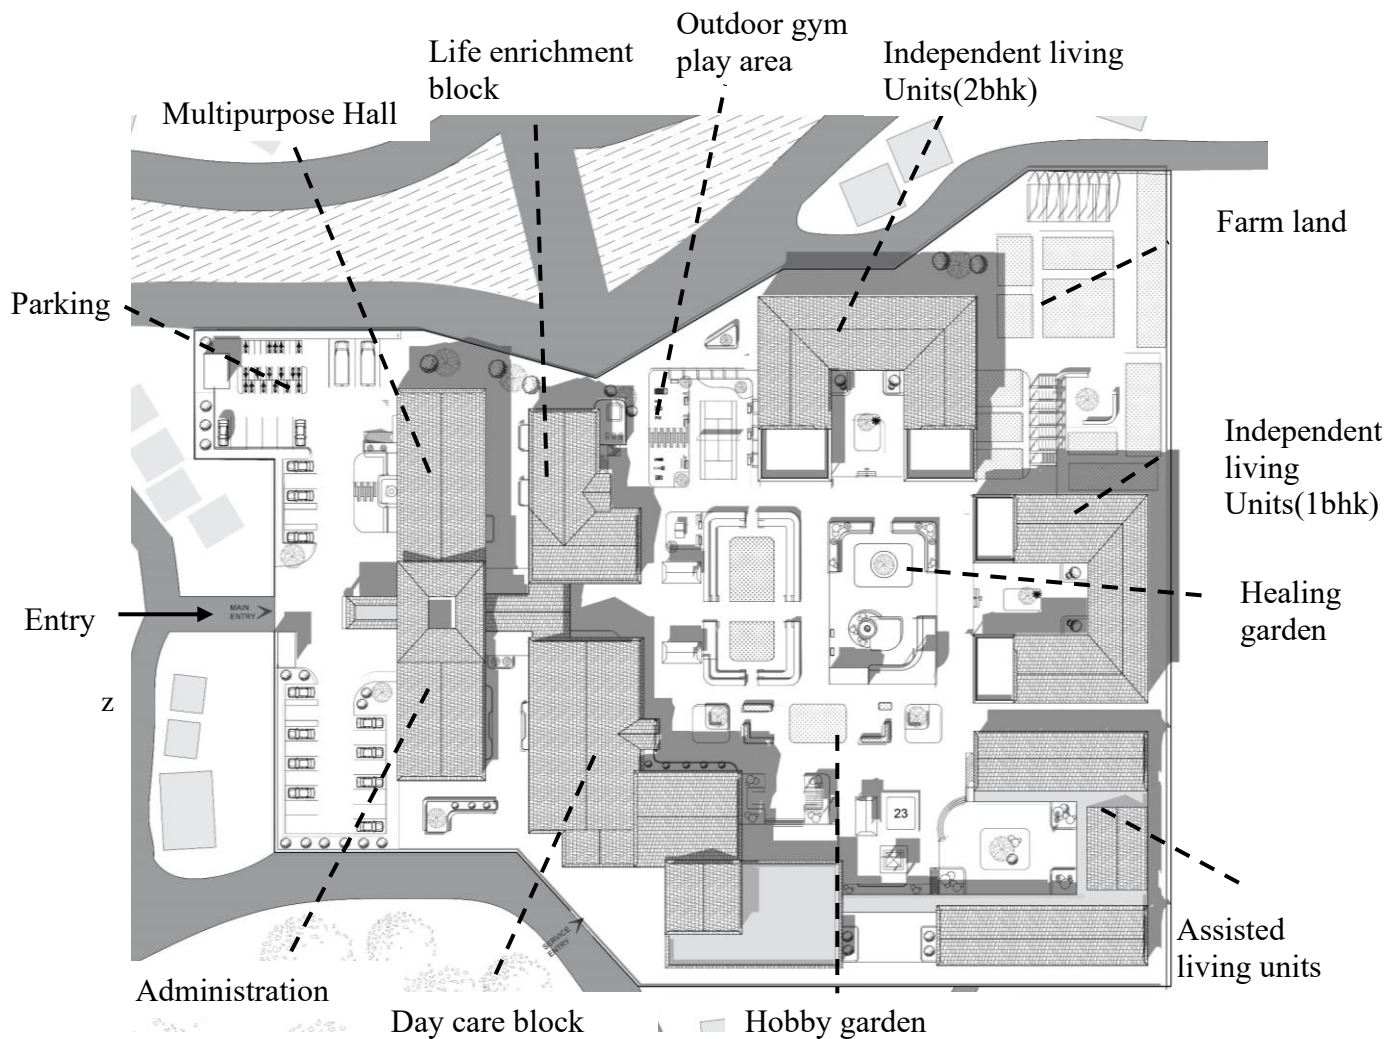 Outdoor gym
play area
Life enrichment
block
Independent living
Units(2bhk)
Multipurpose Hall
Farm land
Parking
Independent
living
Units(1bhk)
MAIN
ENTRY
Entry
Healing
garden
z
23
SERVICE
ENTRY
Assisted
living units
Administration
Day care block
Hobby garden